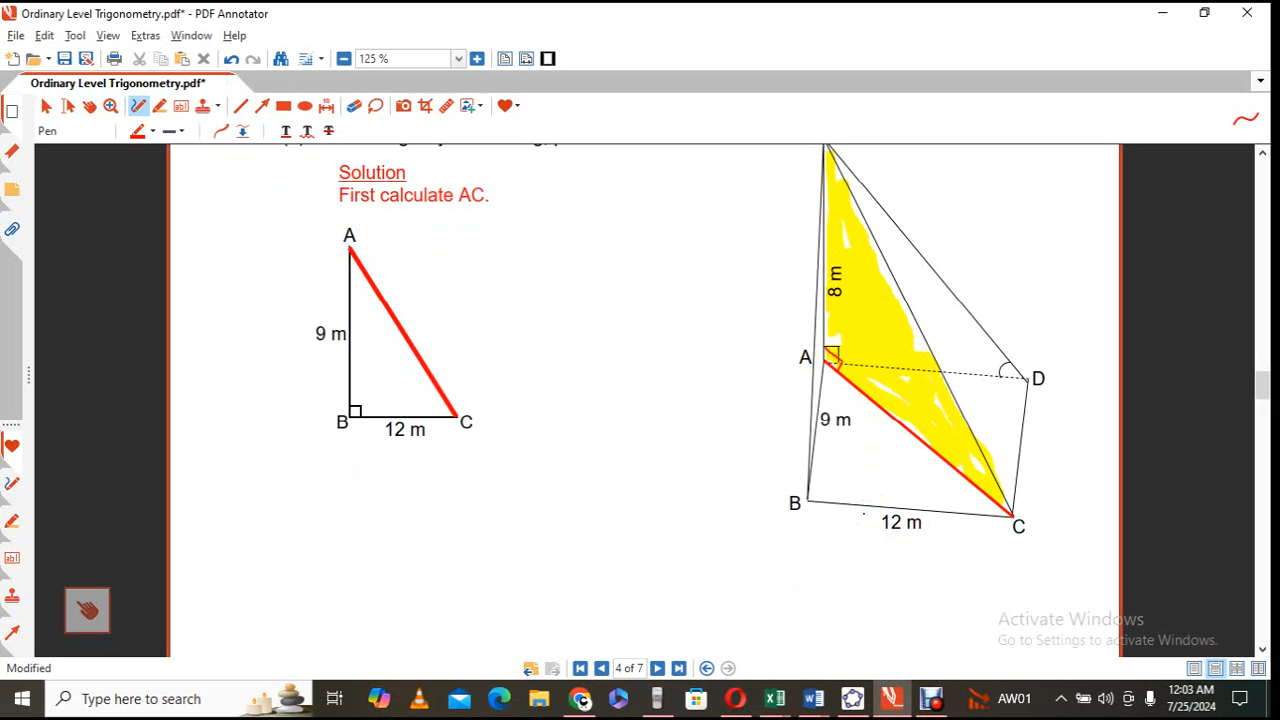 Ordinary Level Trigonometry.pdf* - PDF Annotator
File Edit Tool View Extras Window Help
125 %
Ordinary Level Trigonometry.pdf*
Pen
Solution
First calculate AC.
A
9 m
B
12 m
C
8 m
A
D
9 m
B
12 m
C
Activate Windows
Go to Settings to activate Windows.
Modified
4 of 7
Type here to search
AW01
12:03 AM
7/25/2024